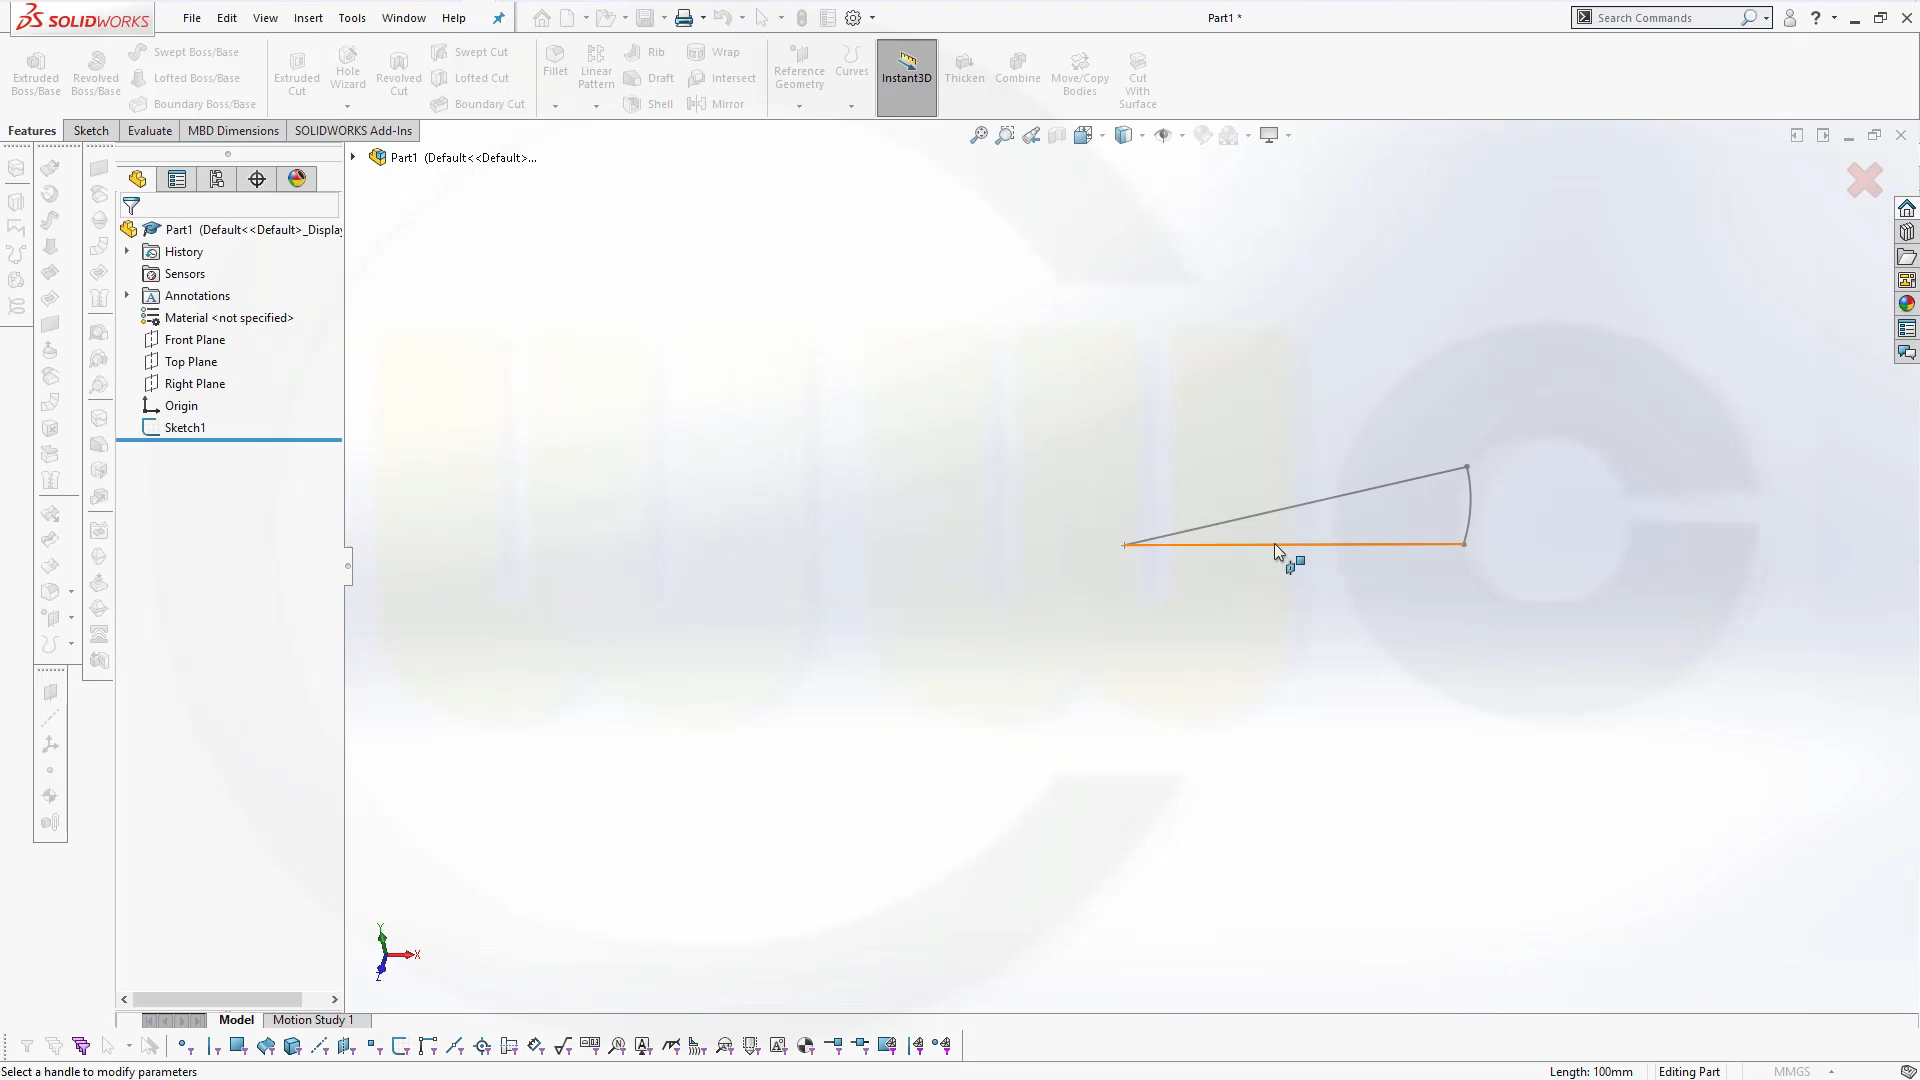 SOLIDWORKS
File Edit View Insert Tools Window Help
Part1 *
Search Commands
Extruded Boss/Base
Revolved Boss/Base
Swept Boss/Base
Lofted Boss/Base
Boundary Boss/Base
Extruded Cut
Hole Wizard
Revolved Cut
Swept Cut
Lofted Cut
Boundary Cut
Fillet
Linear Pattern
Rib
Draft
Shell
Wrap
Intersect
Mirror
Reference Geometry
Curves
Instant3D
Thicken
Combine
Move/Copy Bodies
Cut With Surface
Features Sketch Evaluate MBD Dimensions SOLIDWORKS Add-Ins
Part1 (Default<<Default>...
Part1 (Default<<Default>_Display
History
Sensors
Annotations
Material <not specified>
Front Plane
Top Plane
Right Plane
Origin
Sketch1
Y
X
Z
Model Motion Study 1
Select a handle to modify parameters
Length: 100mm Editing Part MMGS